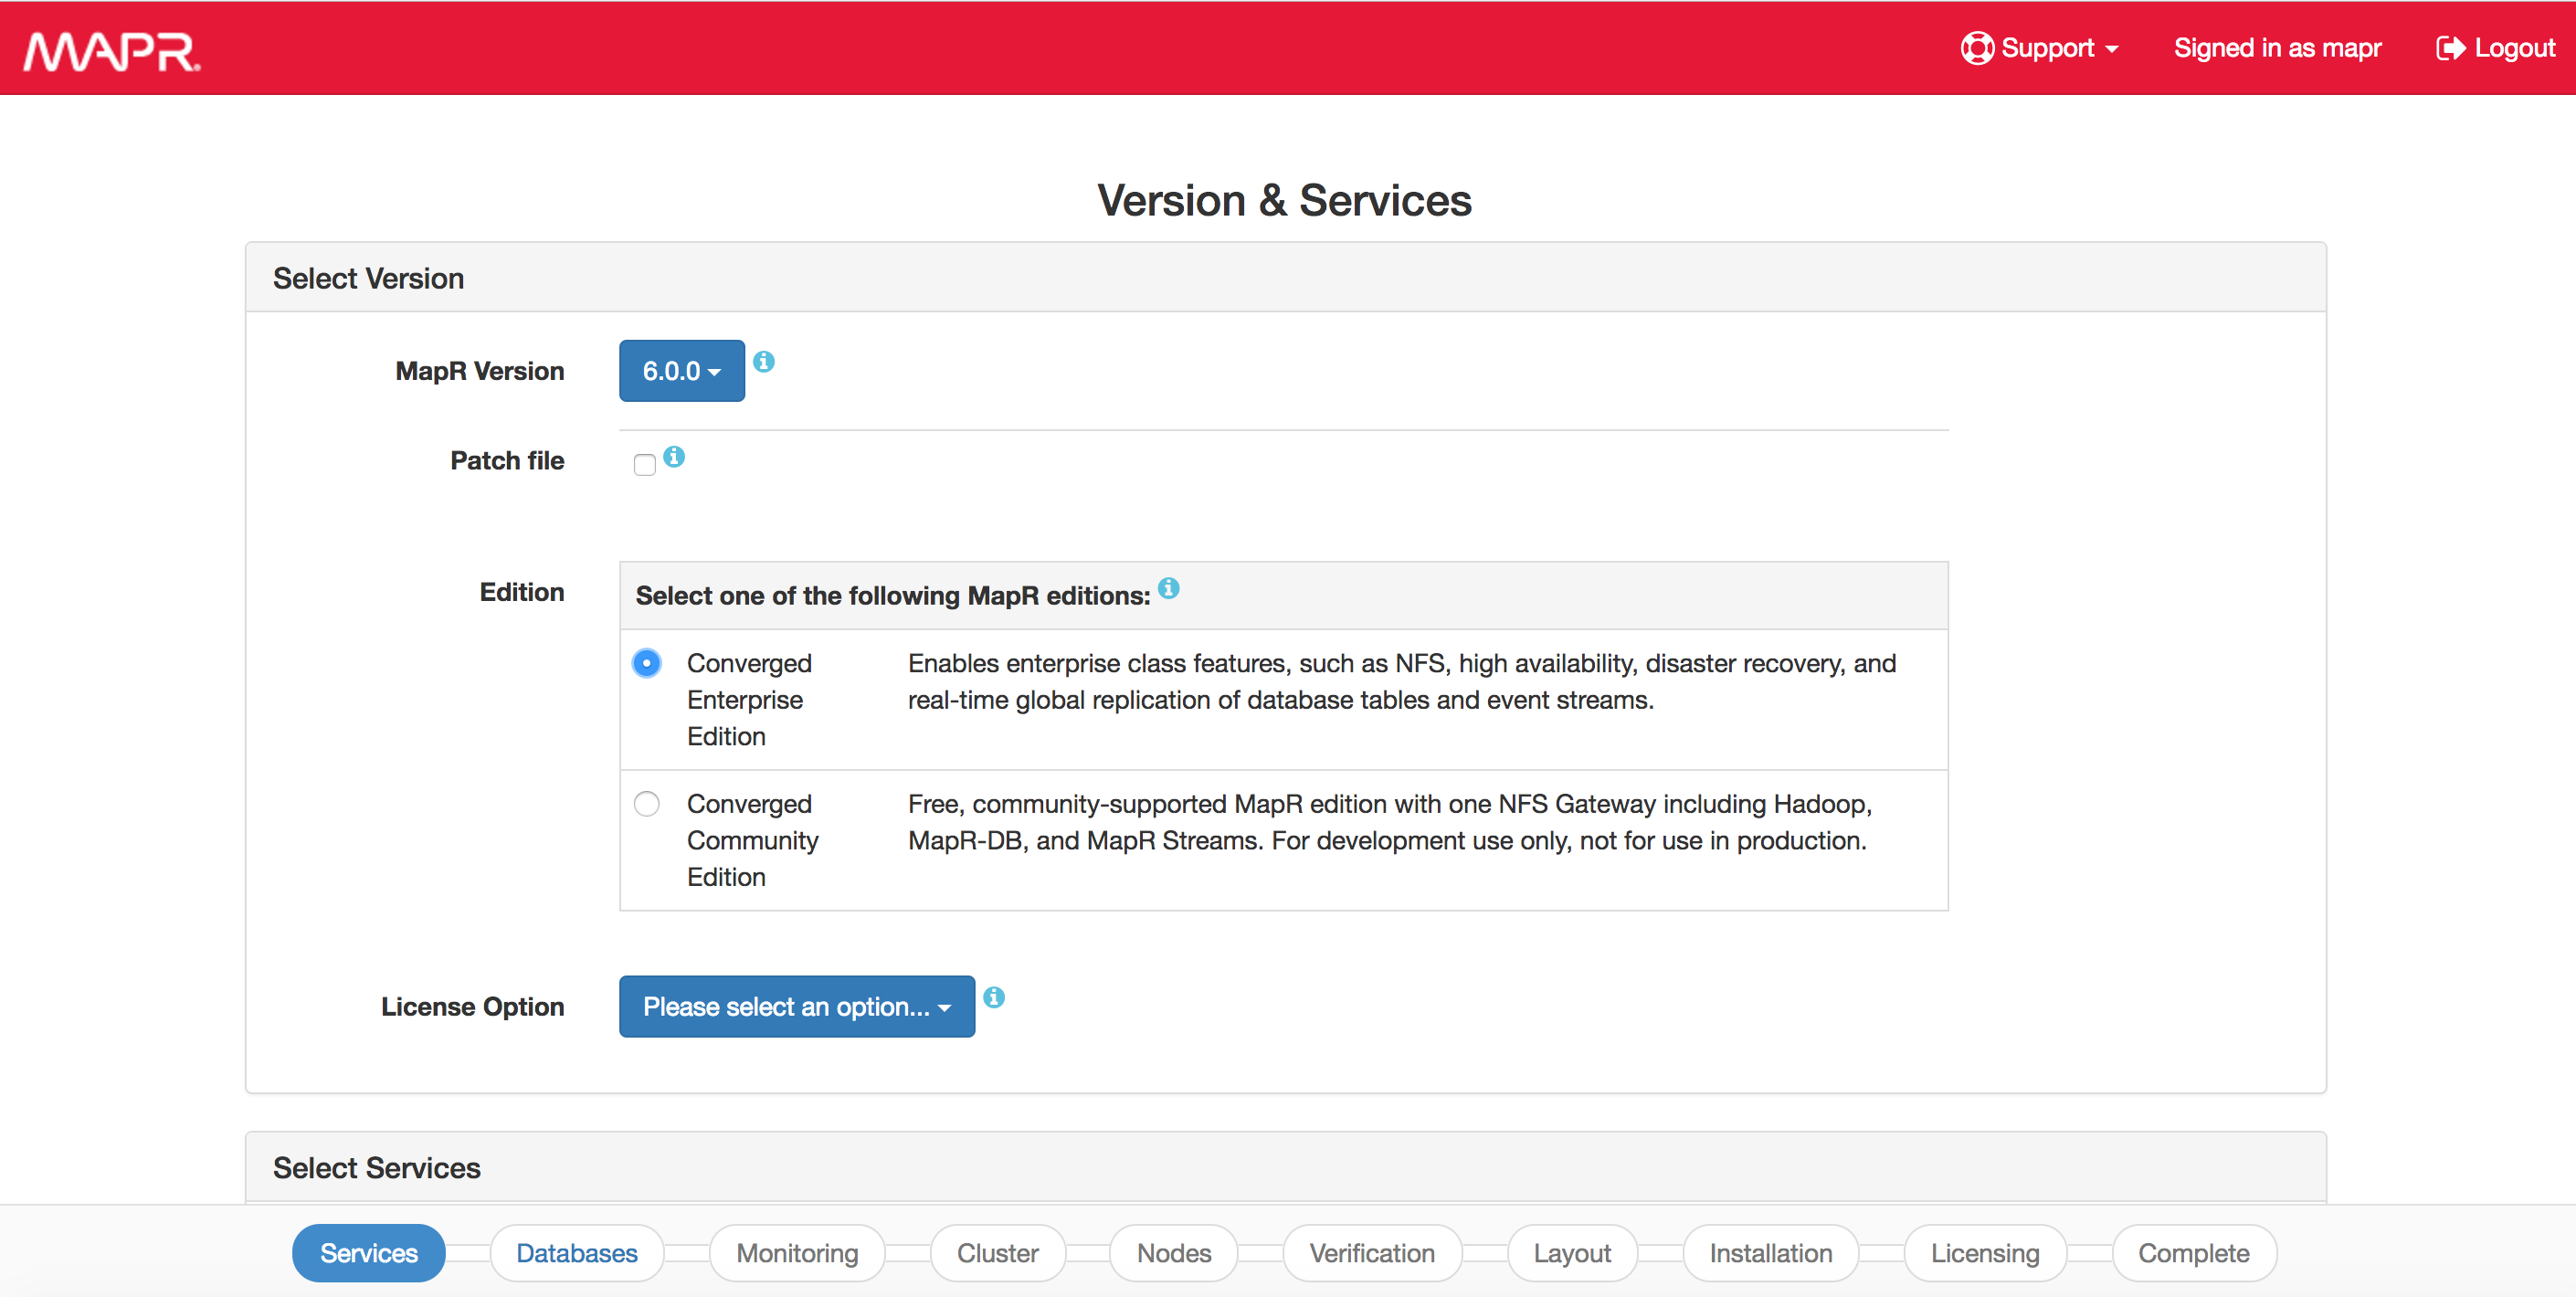 MAPR
Support
Signed in as mapr
Logout
Version & Services
Select Version
MapR Version
6.0.0
Patch file
Edition
Select one of the following MapR editions:
Converged
Enterprise
Edition
Enables enterprise class features, such as NFS, high availability, disaster recovery, and
real-time global replication of database tables and event streams.
Converged
Community
Edition
Free, community-supported MapR edition with one NFS Gateway including Hadoop,
MapR-DB, and MapR Streams. For development use only, not for use in production.
License Option
Please select an option...
Select Services
Services
Databases
Monitoring
Cluster
Nodes
Verification
Layout
Installation
Licensing
Complete